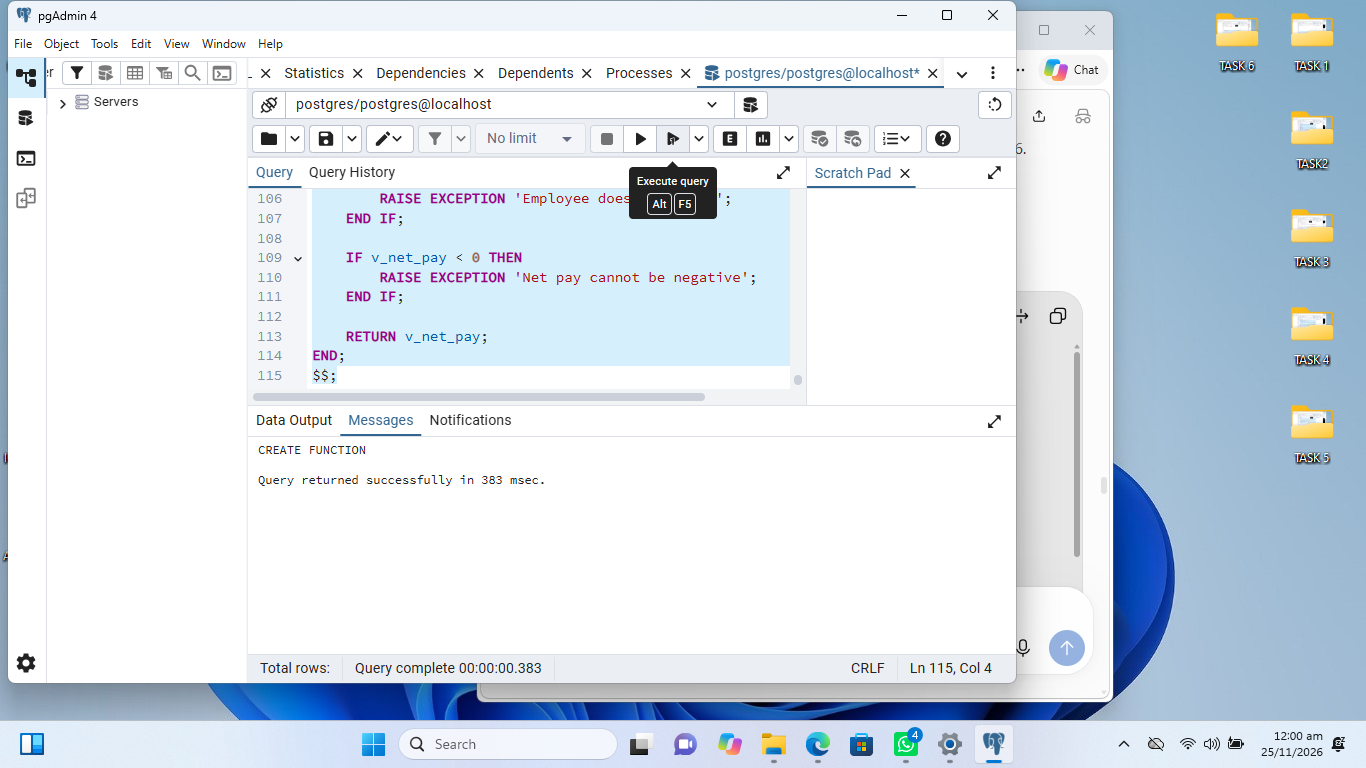 pgAdmin 4
File Object Tools Edit View Window Help
Statistics Dependencies Dependents Processes postgres/postgres@localhost*
Servers
postgres/postgres@localhost
No limit
E
Query Query History
Scratch Pad
Execute query
Alt F5
106 RAISE EXCEPTION 'Employee does ';
107 END IF;
108
109 IF v_net_pay < 0 THEN
110 RAISE EXCEPTION 'Net pay cannot be negative';
111 END IF;
112
113 RETURN v_net_pay;
114 END;
115 $$;
Data Output Messages Notifications
CREATE FUNCTION
Query returned successfully in 383 msec.
Total rows: Query complete 00:00:00.383 CRLF Ln 115, Col 4
Chat
6.
TASK 6
TASK 1
TASK2
TASK 3
TASK 4
TASK 5
Search
4
12:00 am
25/11/2026